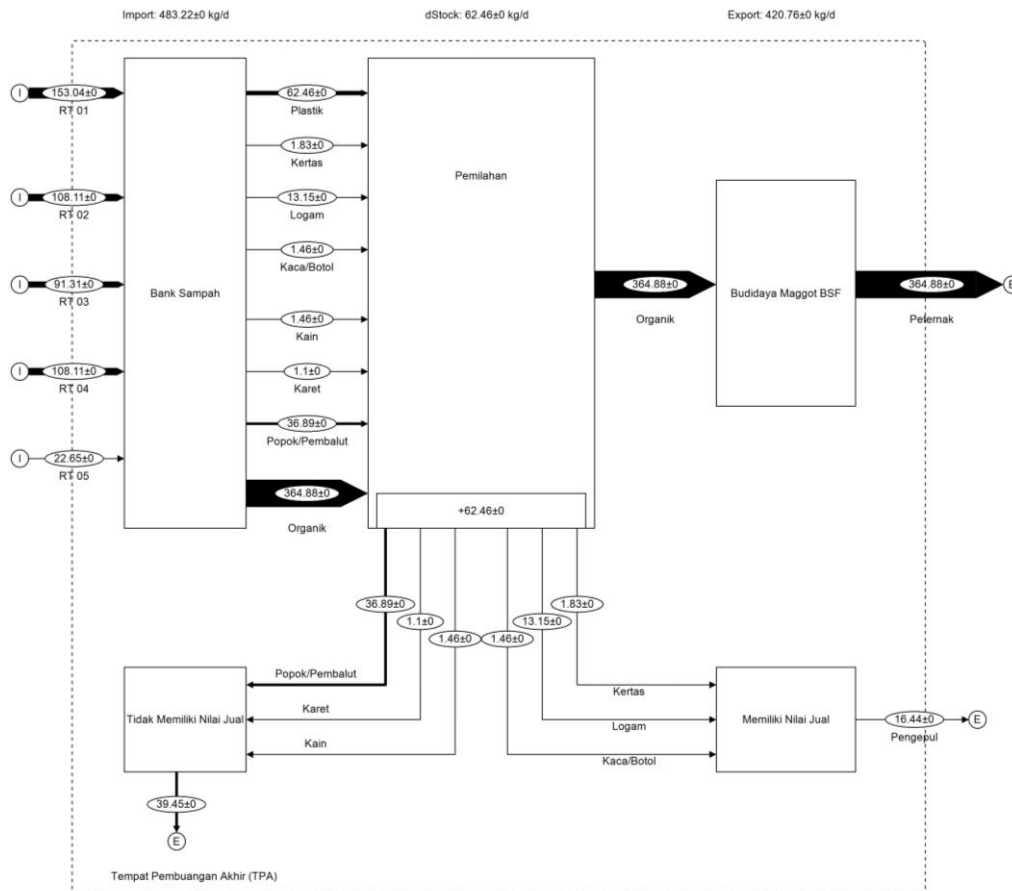 Import: 483.22±0 kg/d
dStock: 62.46±0 kg/d
Export: 420.76±0 kg/d
I
153.04±0
RT 01
I
108.11±0
RT 02
I
91.31±0
RT 03
I
108.11±0
RT 04
I
22.65±0
RT 05
Bank Sampah
62.46±0
Plastik
1.83±0
Kertas
13.15±0
Logam
1.46±0
Kaca/Botol
1.46±0
Kain
1.1±0
Karet
36.89±0
Popok/Pembalut
364.88±0
Organik
Pemilahan
+62.46±0
364.88±0
Organik
Budidaya Maggot BSF
364.88±0
Peternak
E
36.89±0
1.1±0
1.46±0
1.46±0
13.15±0
1.83±0
Popok/Pembalut
Karet
Kain
Tidak Memiliki Nilai Jual
39.45±0
E
Kertas
Logam
Kaca/Botol
Memiliki Nilai Jual
16.44±0
Pengepul
E
Tempat Pembuangan Akhir (TPA)